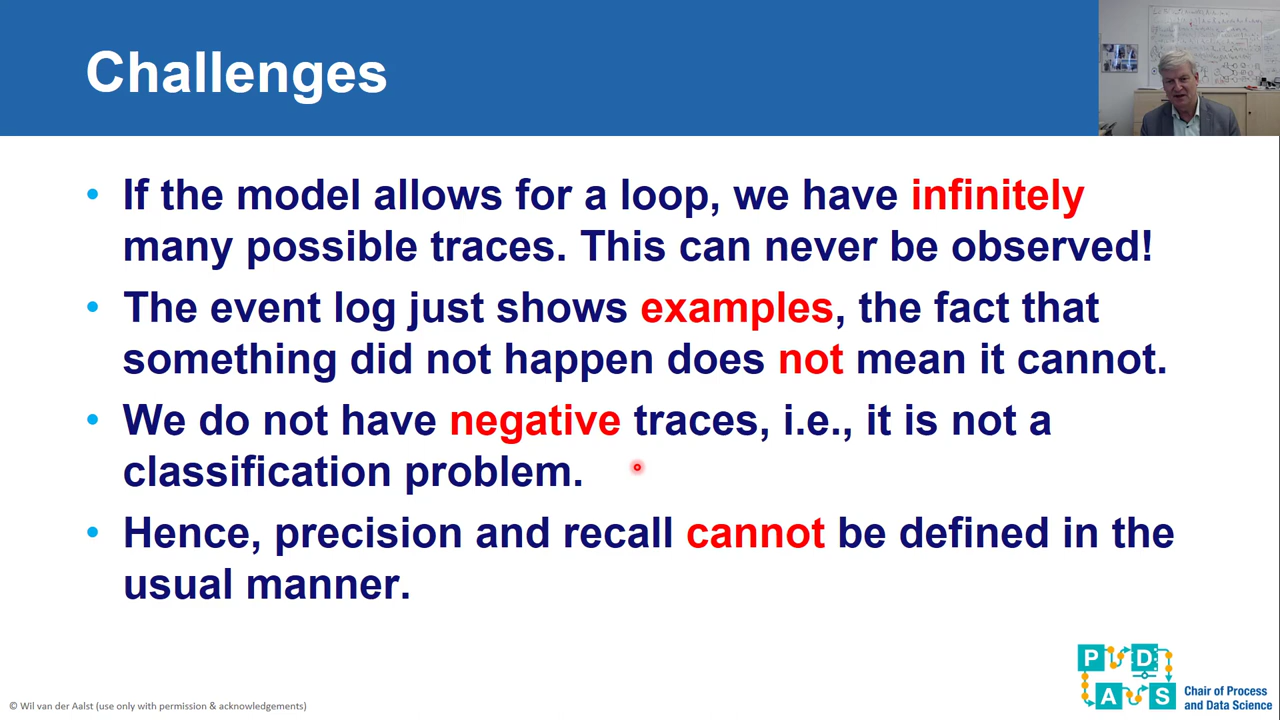 Challenges
• If the model allows for a loop, we have infinitely
many possible traces. This can never be observed!
• The event log just shows examples, the fact that
something did not happen does not mean it cannot.
• We do not have negative traces, i.e., it is not a
classification problem.
• Hence, precision and recall cannot be defined in the
usual manner.
P D
A S
Chair of Process
and Data Science
© Wil van der Aalst (use only with permission & acknowledgements)